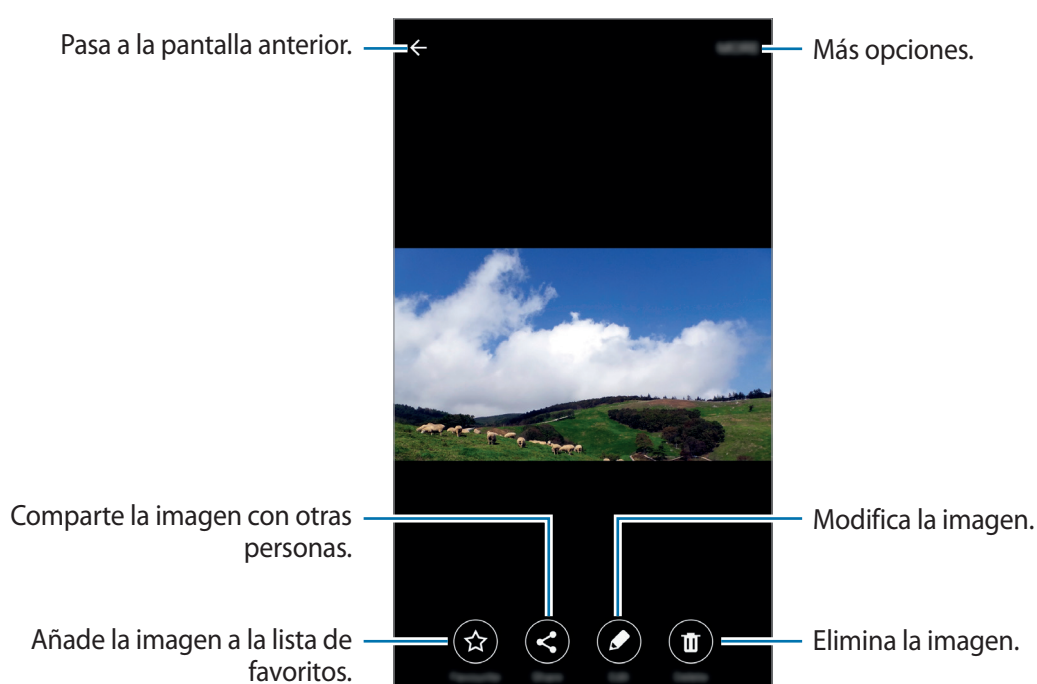 Pasa a la pantalla anterior.
Más opciones.
Comparte la imagen con otras
personas.
Modifica la imagen.
Añade la imagen a la lista de
favoritos.
Elimina la imagen.